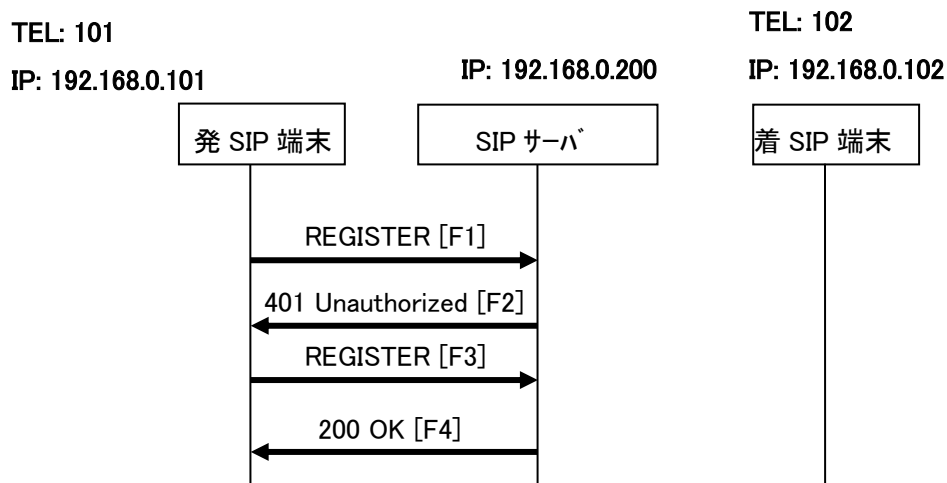 TEL: 101
IP: 192.168.0.101
IP: 192.168.0.200
TEL: 102
IP: 192.168.0.102
発 SIP 端末
SIP サーバ
着 SIP 端末
REGISTER [F1]
401 Unauthorized [F2]
REGISTER [F3]
200 OK [F4]